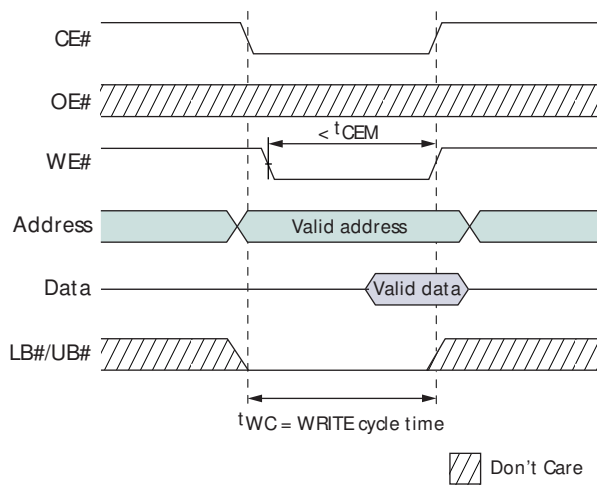 CE#
OE#
< tCEM
WE#
Address
Valid address
Data
Valid data
LB#/UB#
tWC = WRITE cycle time
Don't Care